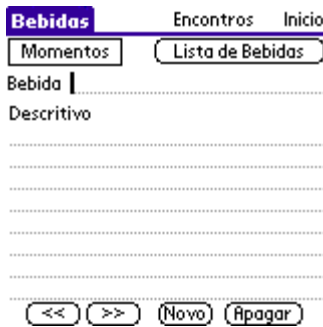 Bebidas Encontros Inicio
Momentos Lista de Bebidas
Bebida
Descritivo
<< >> Novo Apagar